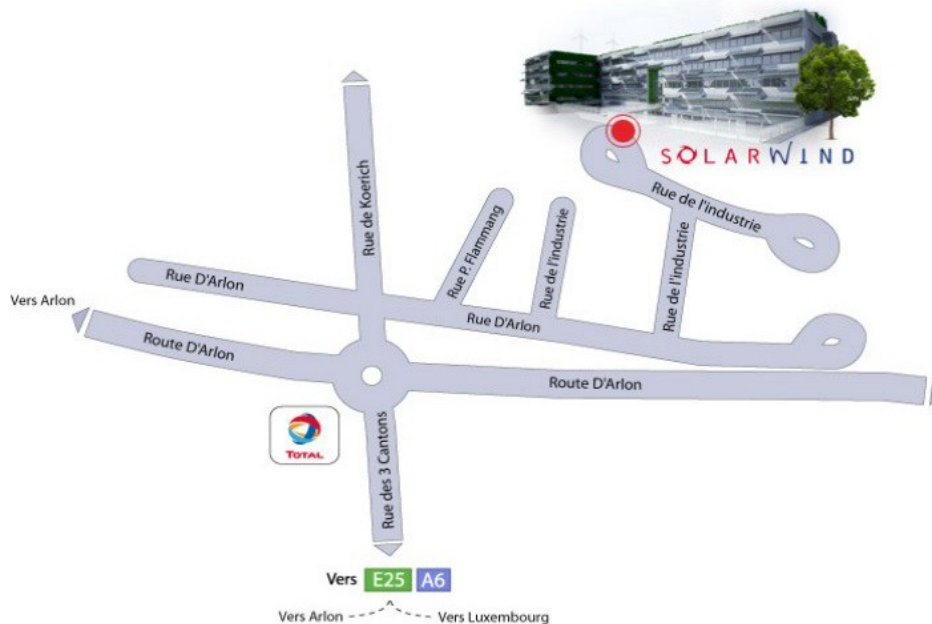 SOLARWIND
Rue de Koerich
Rue P. Flammang
Rue de l'industrie
Rue de l'industrie
Rue de l'industrie
Rue D'Arlon
Rue D'Arlon
Vers Arlon
Route D'Arlon
Route D'Arlon
TOTAL
Rue des 3 Cantons
Vers E25 A6
Vers Arlon Vers Luxembourg